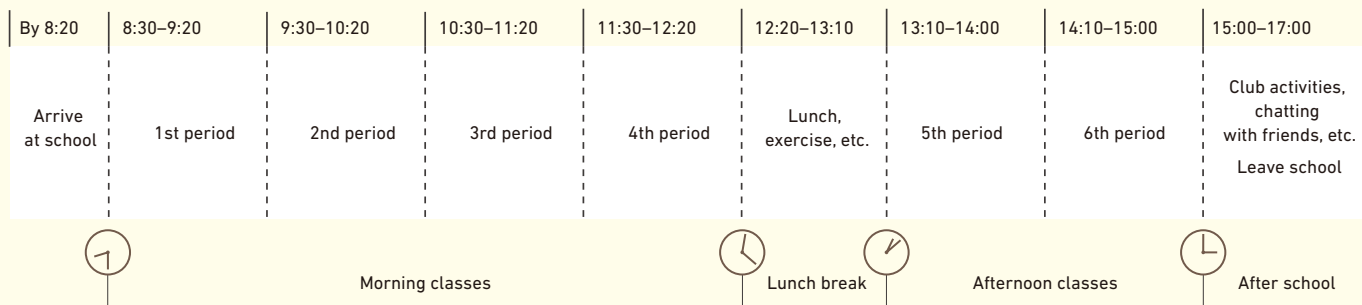 By 8:20
8:30–9:20
9:30–10:20
10:30–11:20
11:30–12:20
12:20–13:10
13:10–14:00
14:10–15:00
15:00–17:00
Arrive
at school
1st period
2nd period
3rd period
4th period
Lunch,
exercise, etc.
5th period
6th period
Club activities,
chatting
with friends, etc.
Leave school
Morning classes
Lunch break
Afternoon classes
After school